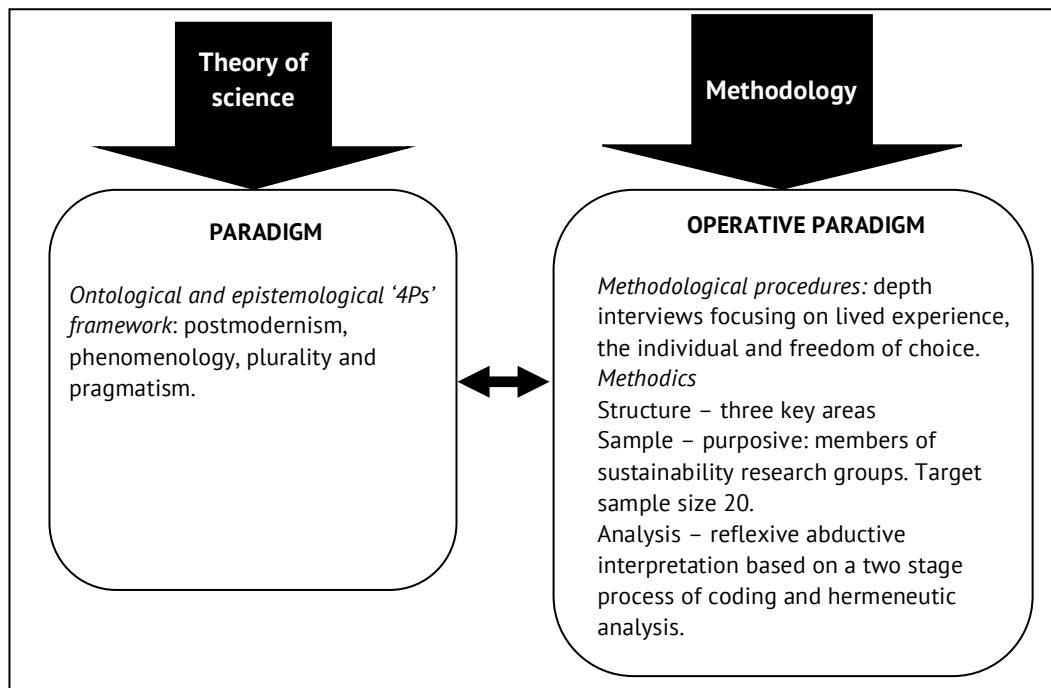 Theory of
science
PARADIGM
Ontological and epistemological ‘4Ps’
framework: postmodernism,
phenomenology, plurality and
pragmatism.
Methodology
OPERATIVE PARADIGM
Methodological procedures: depth
interviews focusing on lived experience,
the individual and freedom of choice.
Methodics
Structure – three key areas
Sample – purposive: members of
sustainability research groups. Target
sample size 20.
Analysis – reflexive abductive
interpretation based on a two stage
process of coding and hermeneutic
analysis.